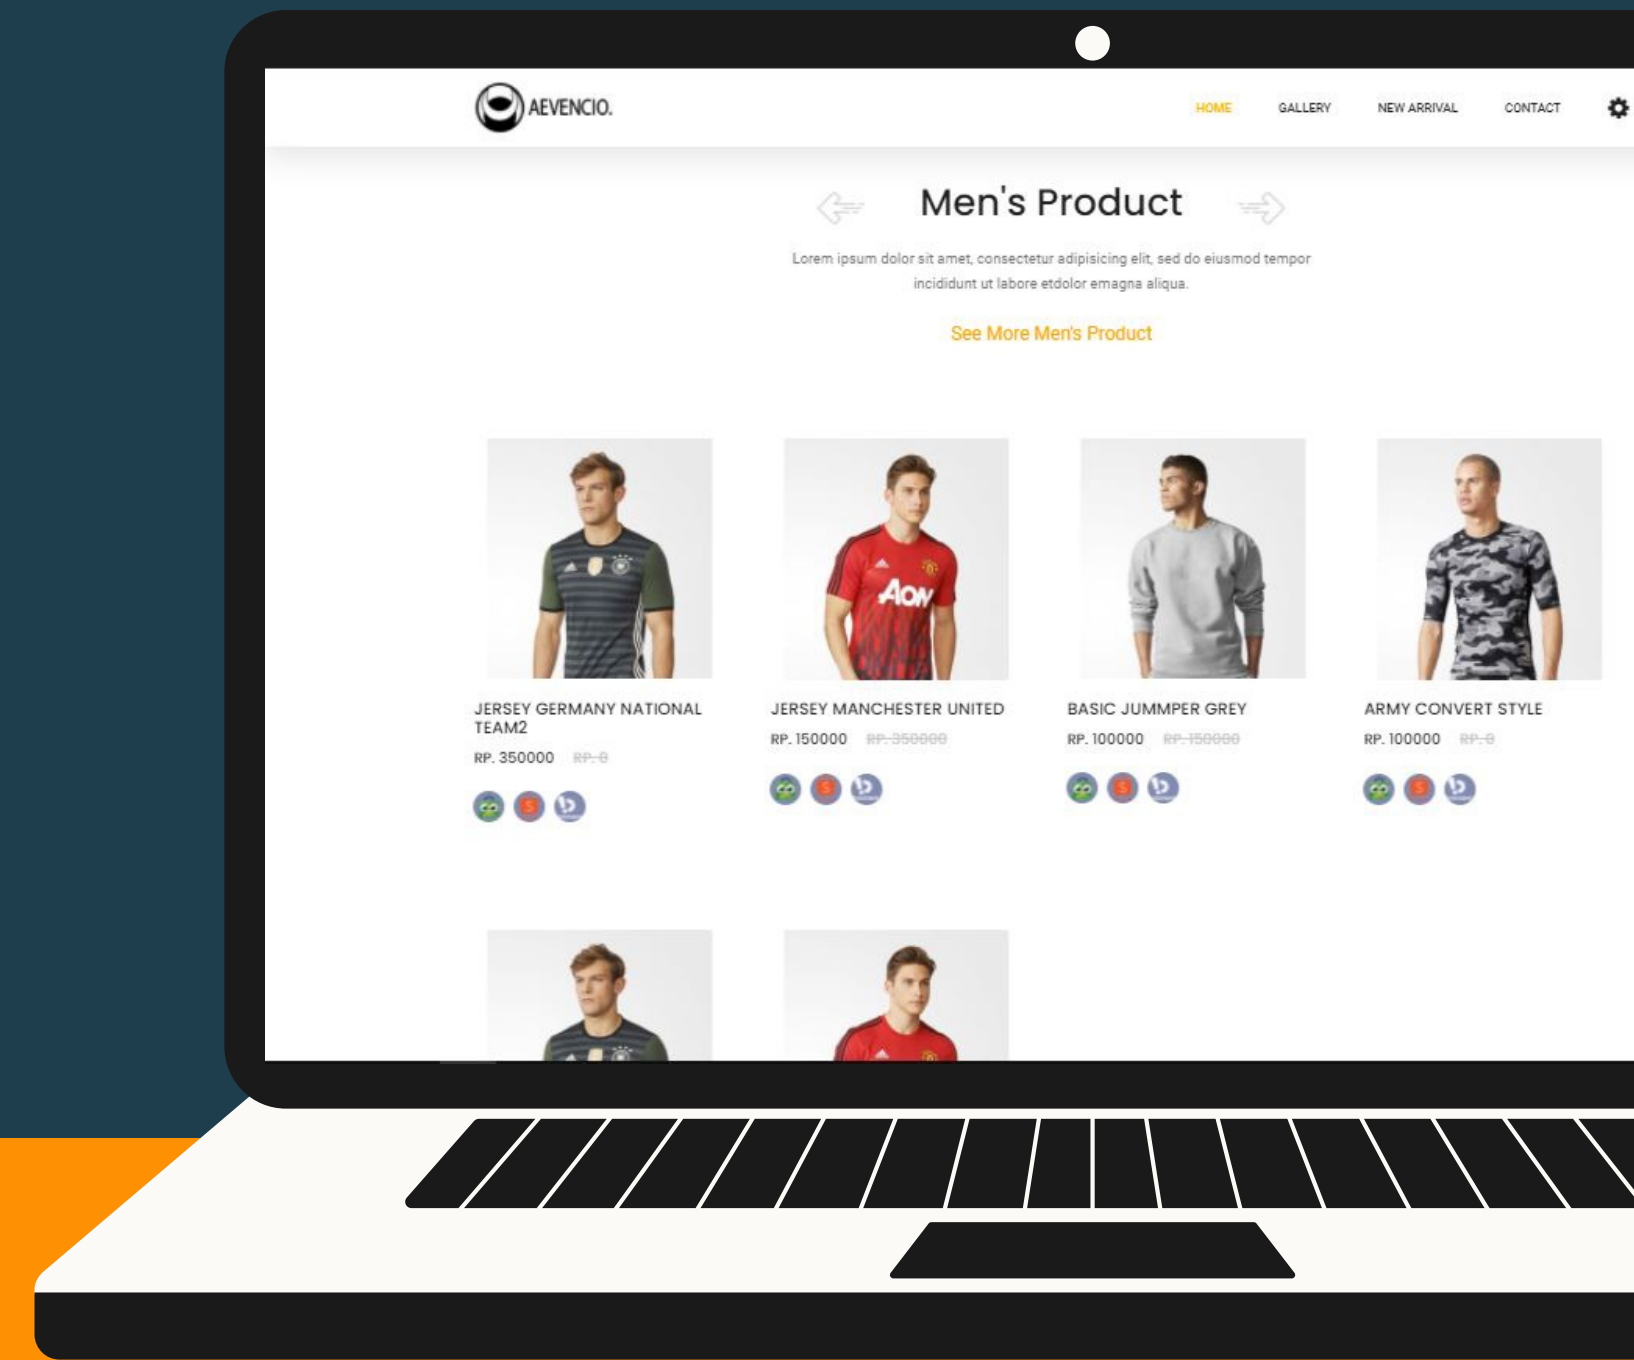 AEVENCIO.
HOME GALLERY NEW ARRIVAL CONTACT
Men's Product
Lorem ipsum dolor sit amet, consectetur adipisicing elit, sed do eiusmod tempor
incididunt ut labore etdolor emagna aliqua.
See More Men's Product
AON
JERSEY GERMANY NATIONAL
TEAM2
RP. 350000 RP. 0
JERSEY MANCHESTER UNITED
RP. 150000 RP. 350000
BASIC JUMMPER GREY
RP. 100000 RP. 150000
ARMY CONVERT STYLE
RP. 100000 RP. 0